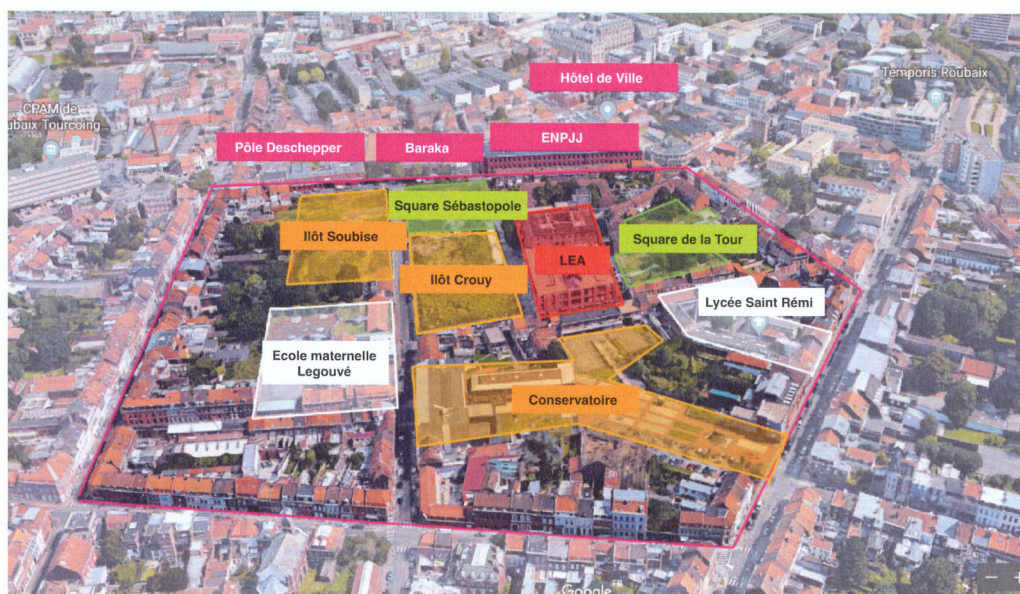 Hôtel de Ville
Temporis Roubaix
CPAM de
ubaix Tourcoing...
Pôle Deschepper
Baraka
ENPJJ
Square Sébastopole
Ilôt Soubise
Square de la Tour
LEA
Ilôt Crouy
Lycée Saint Rémi
Ecole maternelle
Legouvé
Conservatoire
Google
FR